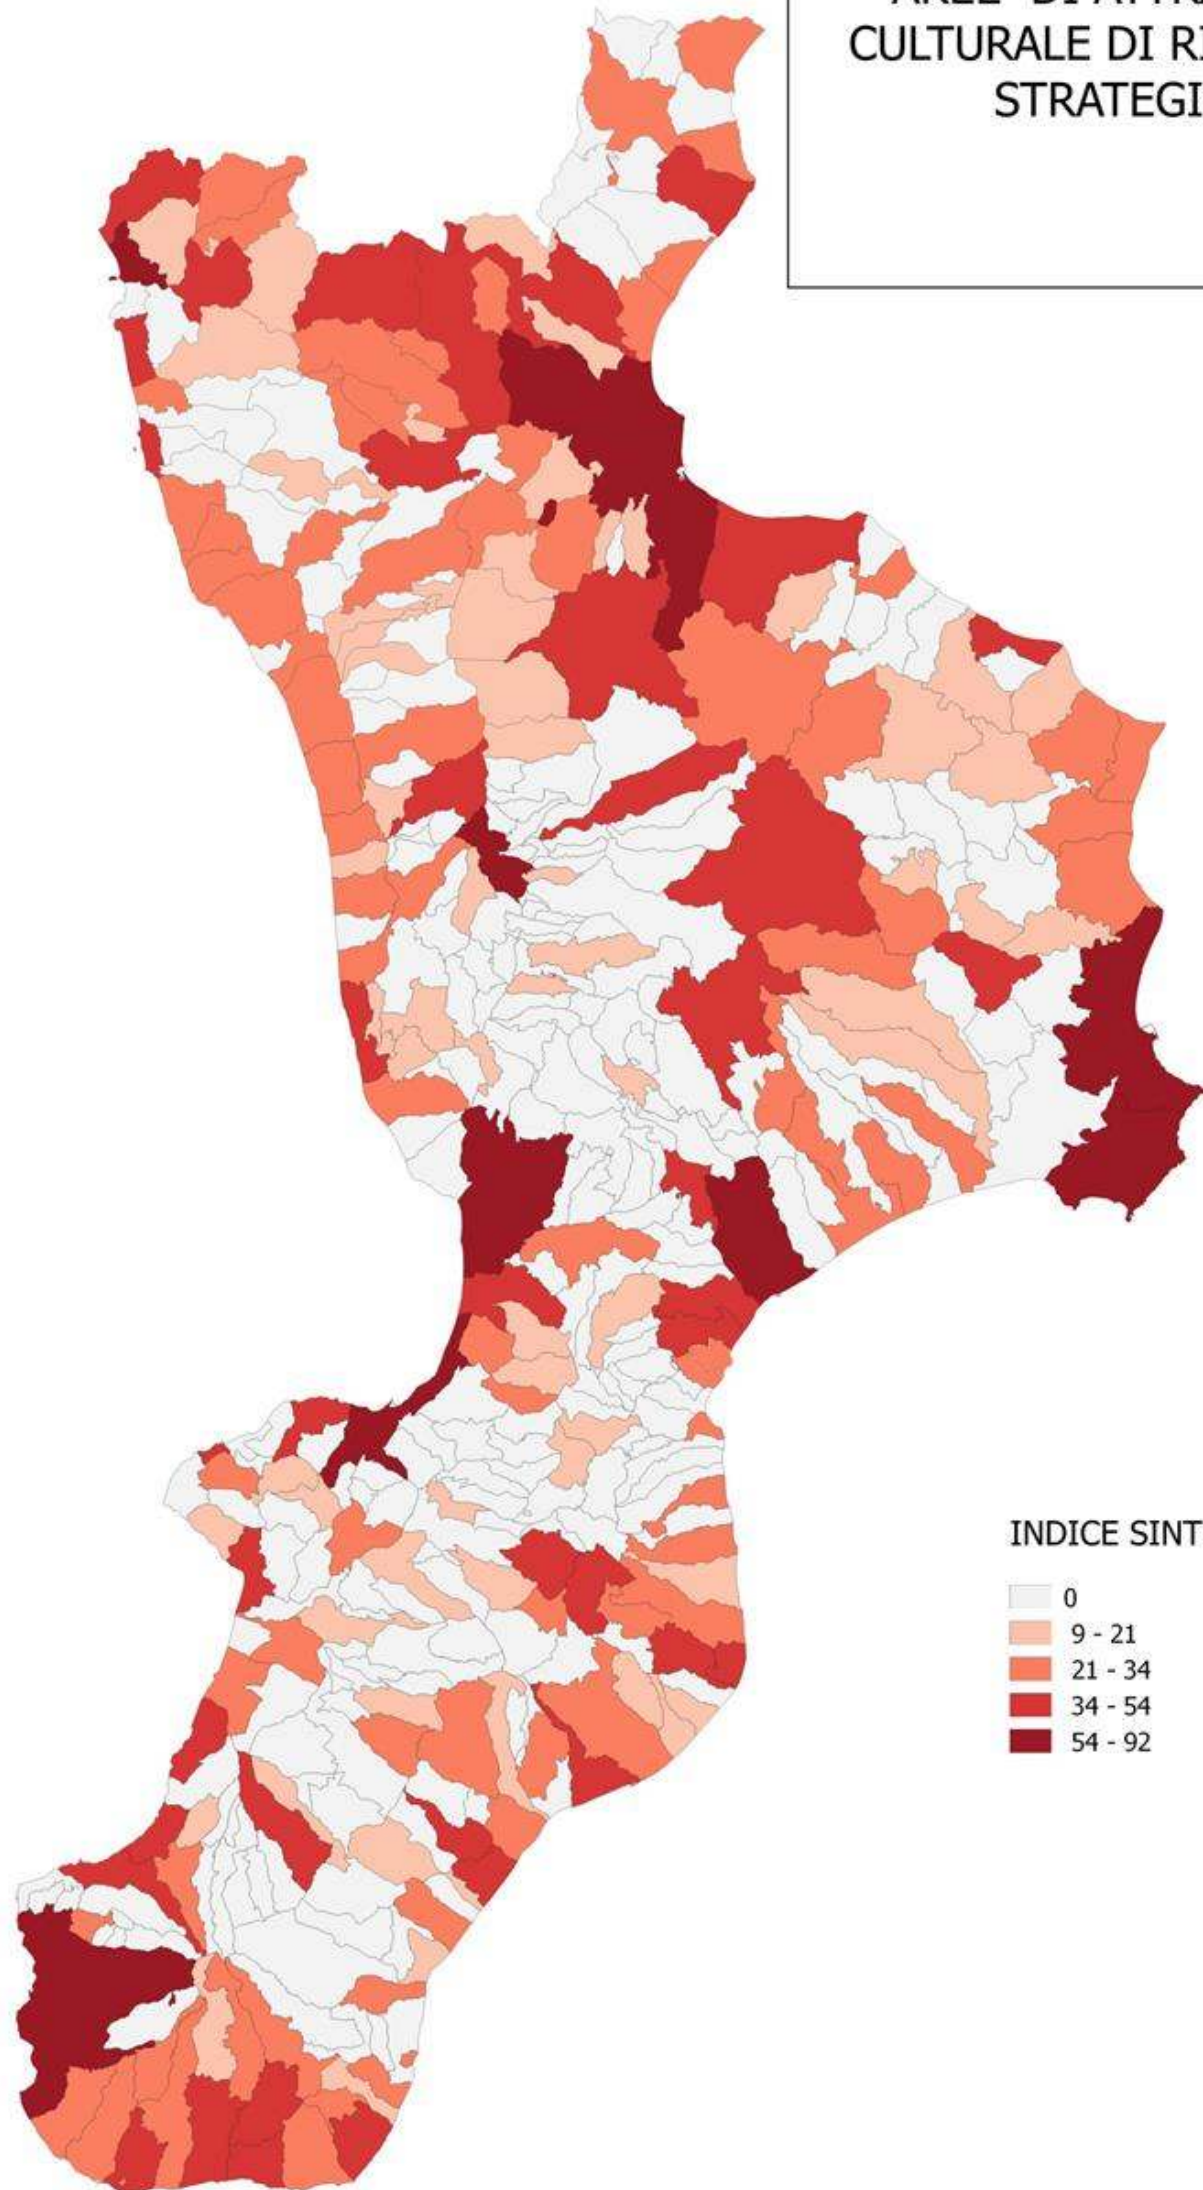 CULTURALE DI
STRATEGI
INDICE SINT
0
9 - 21
21 - 34
34 - 54
54 - 92